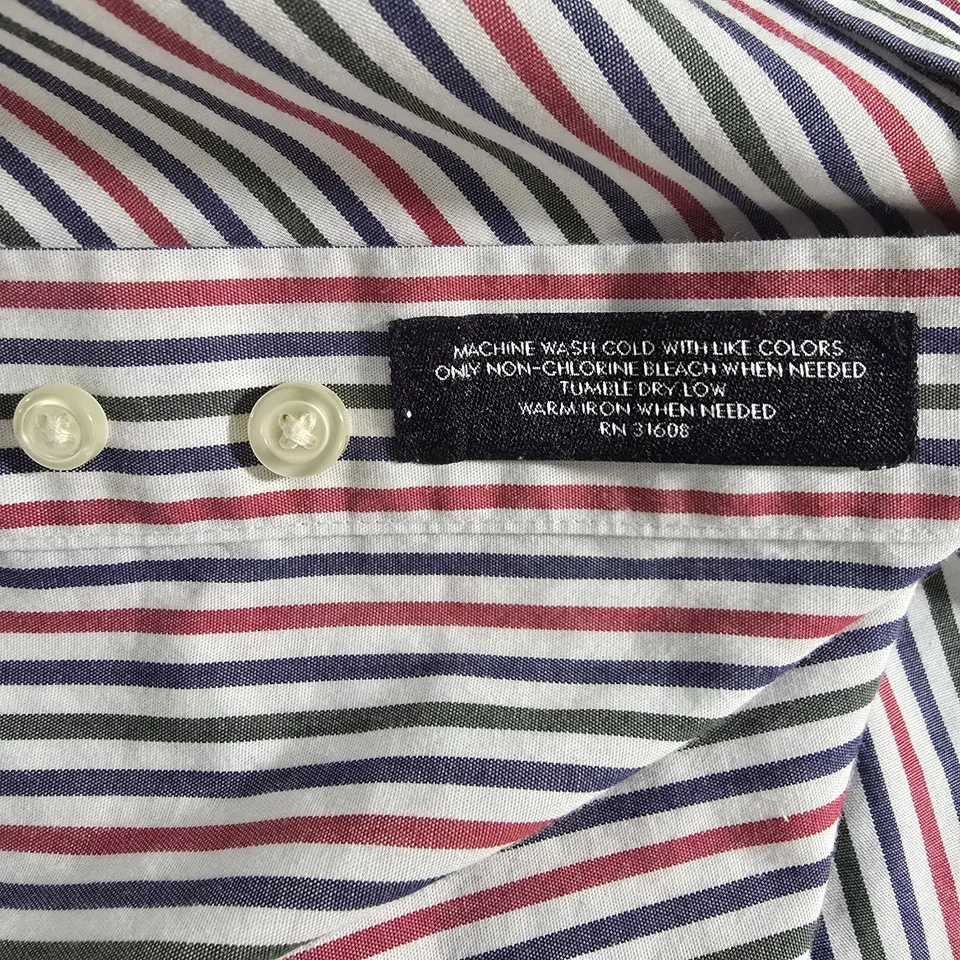 MACHINE WASH COLD WITH LIKE COLORS
ONLY NON-CHLORINE BLEACH WHEN NEEDED
TUMBLE DRY LOW
WARM IRON WHEN NEEDED
RN 31608